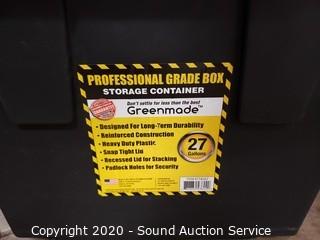 PROFESSIONAL GRADE BOX
STORAGE CONTAINER
Don't settle for less than the best
Greenmade™
• Designed For Long-Term Durability
• Reinforced Construction
• Heavy Duty Plastic
• Snap Tight Lid
• Recessed Lid for Stacking
• Padlock Holes for Security
27
Gallons
Copyright 2020 - Sound Auction Service